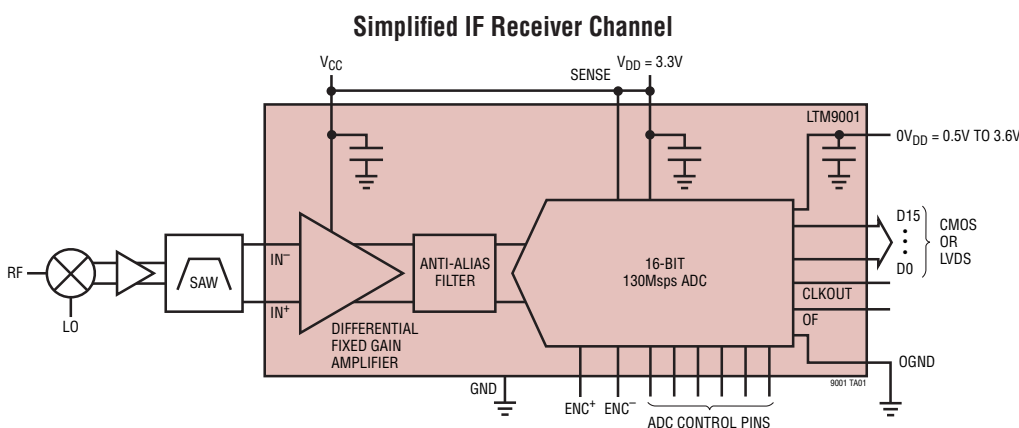 Simplified IF Receiver Channel
VCC
SENSE
VDD = 3.3V
LTM9001
0VDD = 0.5V TO 3.6V
RF
LO
SAW
IN–
IN+
DIFFERENTIAL
FIXED GAIN
AMPLIFIER
ANTI-ALIAS
FILTER
16-BIT
130Msps ADC
D15
D0
CMOS
OR
LVDS
CLKOUT
OF
OGND
GND
ENC+
ENC–
ADC CONTROL PINS
9001 TA01